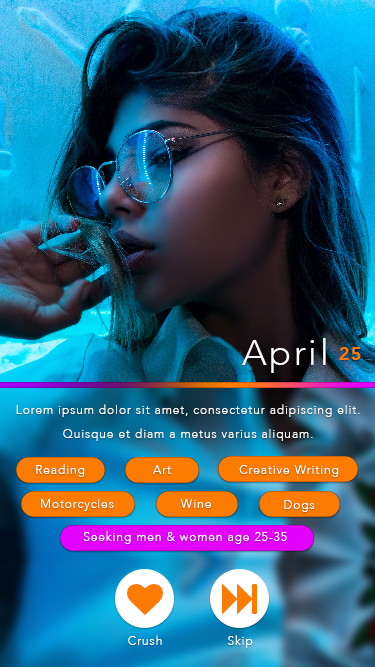 April 25
Lorem ipsum dolor sit amet, consectetur adipiscing elit.
Quisque et diam a metus varius aliquam.
Reading Art Creative Writing
Motorcycles Wine Dogs
Seeking men & women age 25-35
Crush Skip